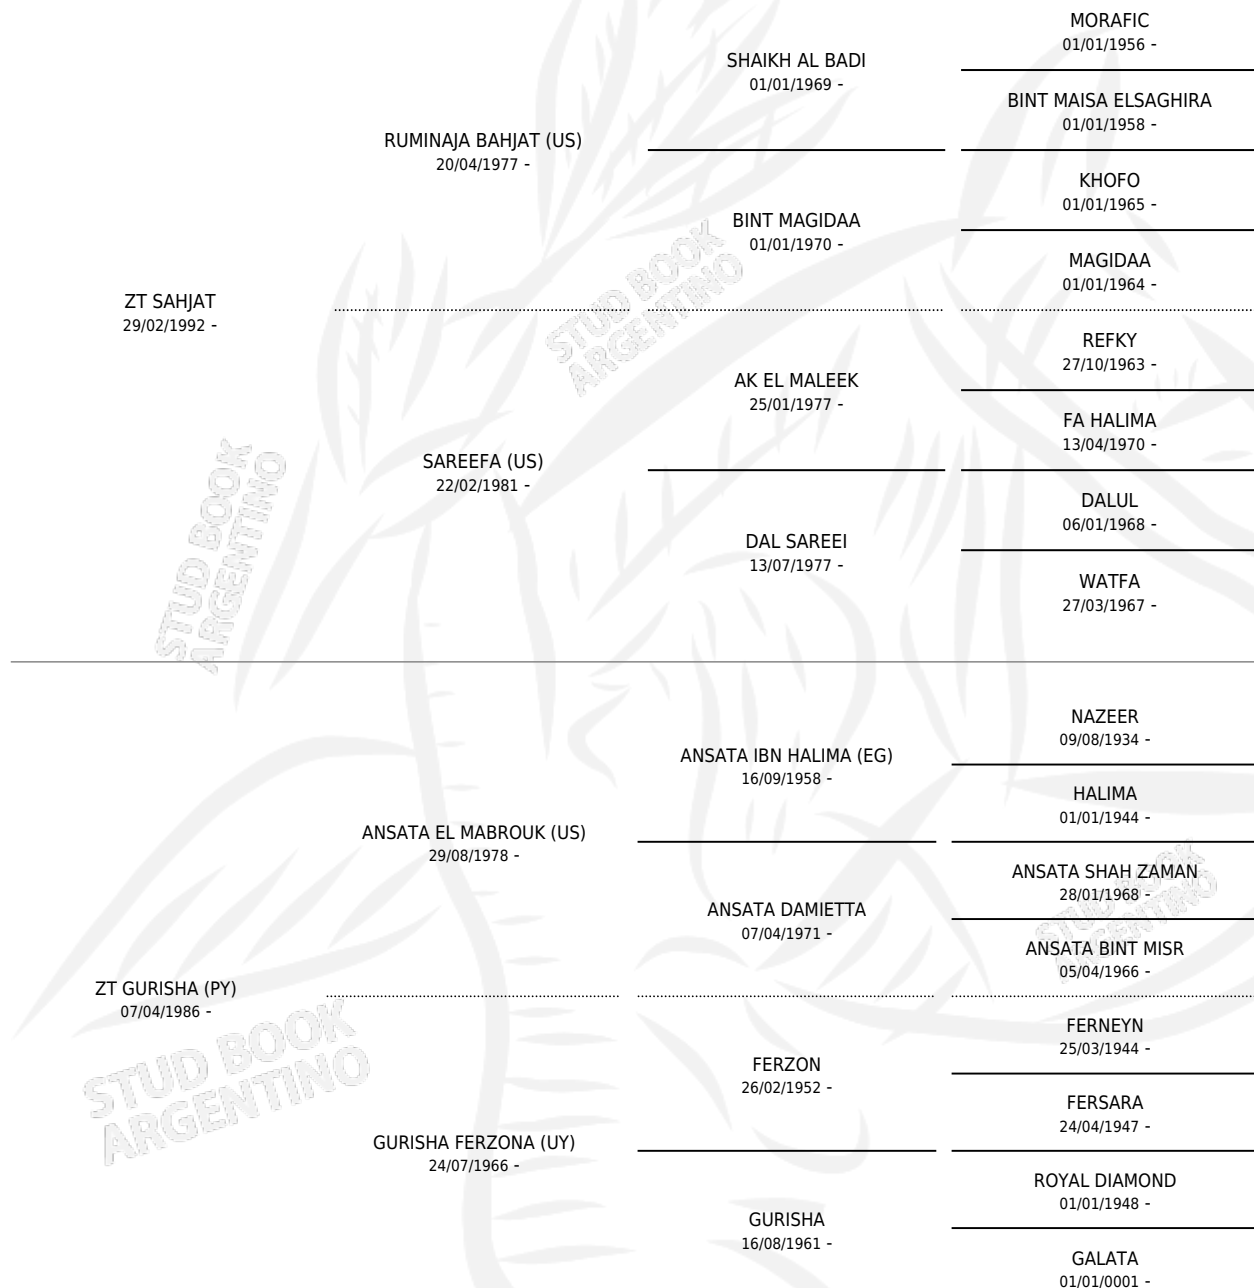 MORAFIC
01/01/1956 -
SHAIKH AL BADI
01/01/1969 -
BINT MAISA ELSAGHIRA
01/01/1958 -
RUMINAJA BAHJAT (US)
20/04/1977 -
KHOFO
01/01/1965 -
BINT MAGIDAA
01/01/1970 -
MAGIDAA
01/01/1964 -
ZT SAHJAT
29/02/1992 -
REFKY
27/10/1963 -
AK EL MALEEK
25/01/1977 -
FA HALIMA
13/04/1970 -
SAREEFA (US)
22/02/1981 -
DALUL
06/01/1968 -
DAL SAREEI
13/07/1977 -
WATFA
27/03/1967 -
NAZEER
09/08/1934 -
ANSATA IBN HALIMA (EG)
16/09/1958 -
HALIMA
01/01/1944 -
ANSATA EL MABROUK (US)
29/08/1978 -
ANSATA SHAH ZAMAN
28/01/1968 -
ANSATA DAMIETTA
07/04/1971 -
ANSATA BINT MISR
05/04/1966 -
ZT GURISHA (PY)
07/04/1986 -
FERNEYN
25/03/1944 -
FERZON
26/02/1952 -
FERSARA
24/04/1947 -
GURISHA FERZONA (UY)
24/07/1966 -
ROYAL DIAMOND
01/01/1948 -
GURISHA
16/08/1961 -
GALATA
01/01/0001 -
STUD BOOK
ARGENTINO
STUD BOOK
ARGENTINO
STUD BOOK
ARGENTINO
STUD BOOK
ARGENTINO